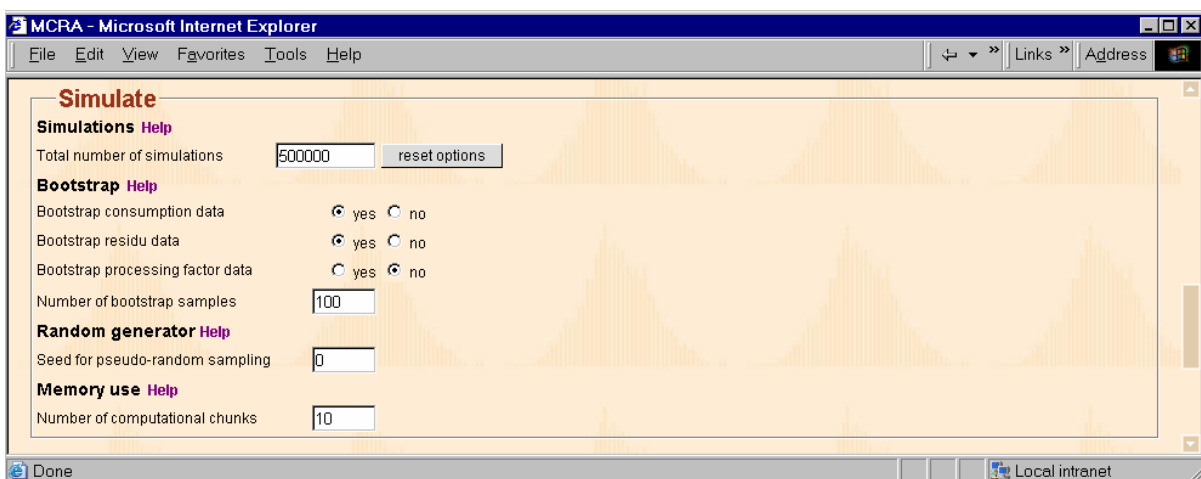 MCRA - Microsoft Internet Explorer
File Edit View Favorites Tools Help » Links » Address
Simulate
Simulations Help
Total number of simulations 500000 reset options
Bootstrap Help
Bootstrap consumption data yes no
Bootstrap residu data yes no
Bootstrap processing factor data yes no
Number of bootstrap samples 100
Random generator Help
Seed for pseudo-random sampling 0
Memory use Help
Number of computational chunks 10
Done Local intranet